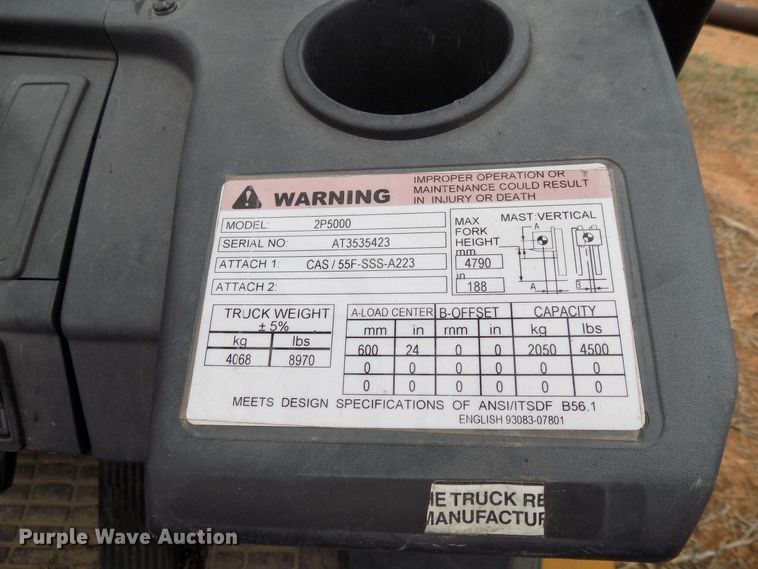 WARNING
IMPROPER OPERATION OR
MAINTENANCE COULD RESULT
IN INJURY OR DEATH
MODEL: 2P5000
SERIAL NO: AT3535423
ATTACH 1: CAS / 55F-SSS-A223
ATTACH 2:
MAX
FORK
HEIGHT
mm
4790
in
188
MAST:VERTICAL
A
A
B
TRUCK WEIGHT
± 5%
kg lbs
4068 8970
A-LOAD CENTER B-OFFSET CAPACITY
mm in mm in kg lbs
600 24 0 0 2050 4500
0 0 0 0 0 0
0 0 0 0 0 0
MEETS DESIGN SPECIFICATIONS OF ANSI/ITSDF B56.1
ENGLISH 93083-07801
HE TRUCK RE
MANUFACTUR
Purple Wave Auction